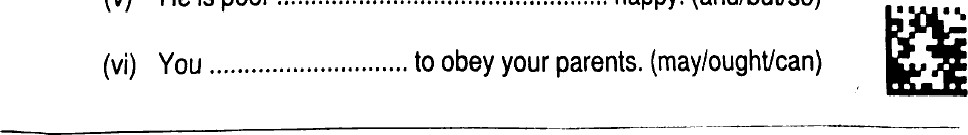 (v) He is poor ........................................................ happy. (and/but/so)
(vi) You ............................ to obey your parents. (may/ought/can)